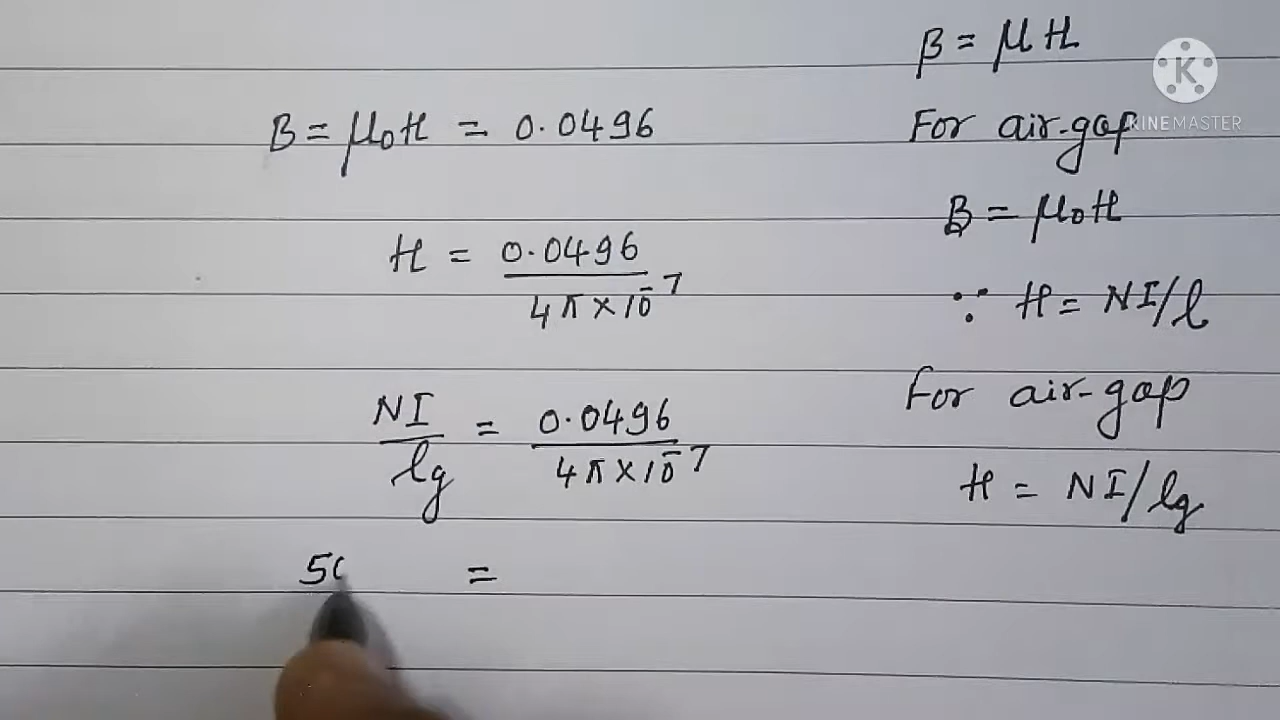 B = μ₀H = 0.0496
H = 0.0496 / 4π×10⁻⁷
NI / lg = 0.0496 / 4π×10⁻⁷
=
β = μH
For air-gap
B = μ₀H
∵ H = NI/l
For air-gap
H = NI/lg
K
KINEMASTER